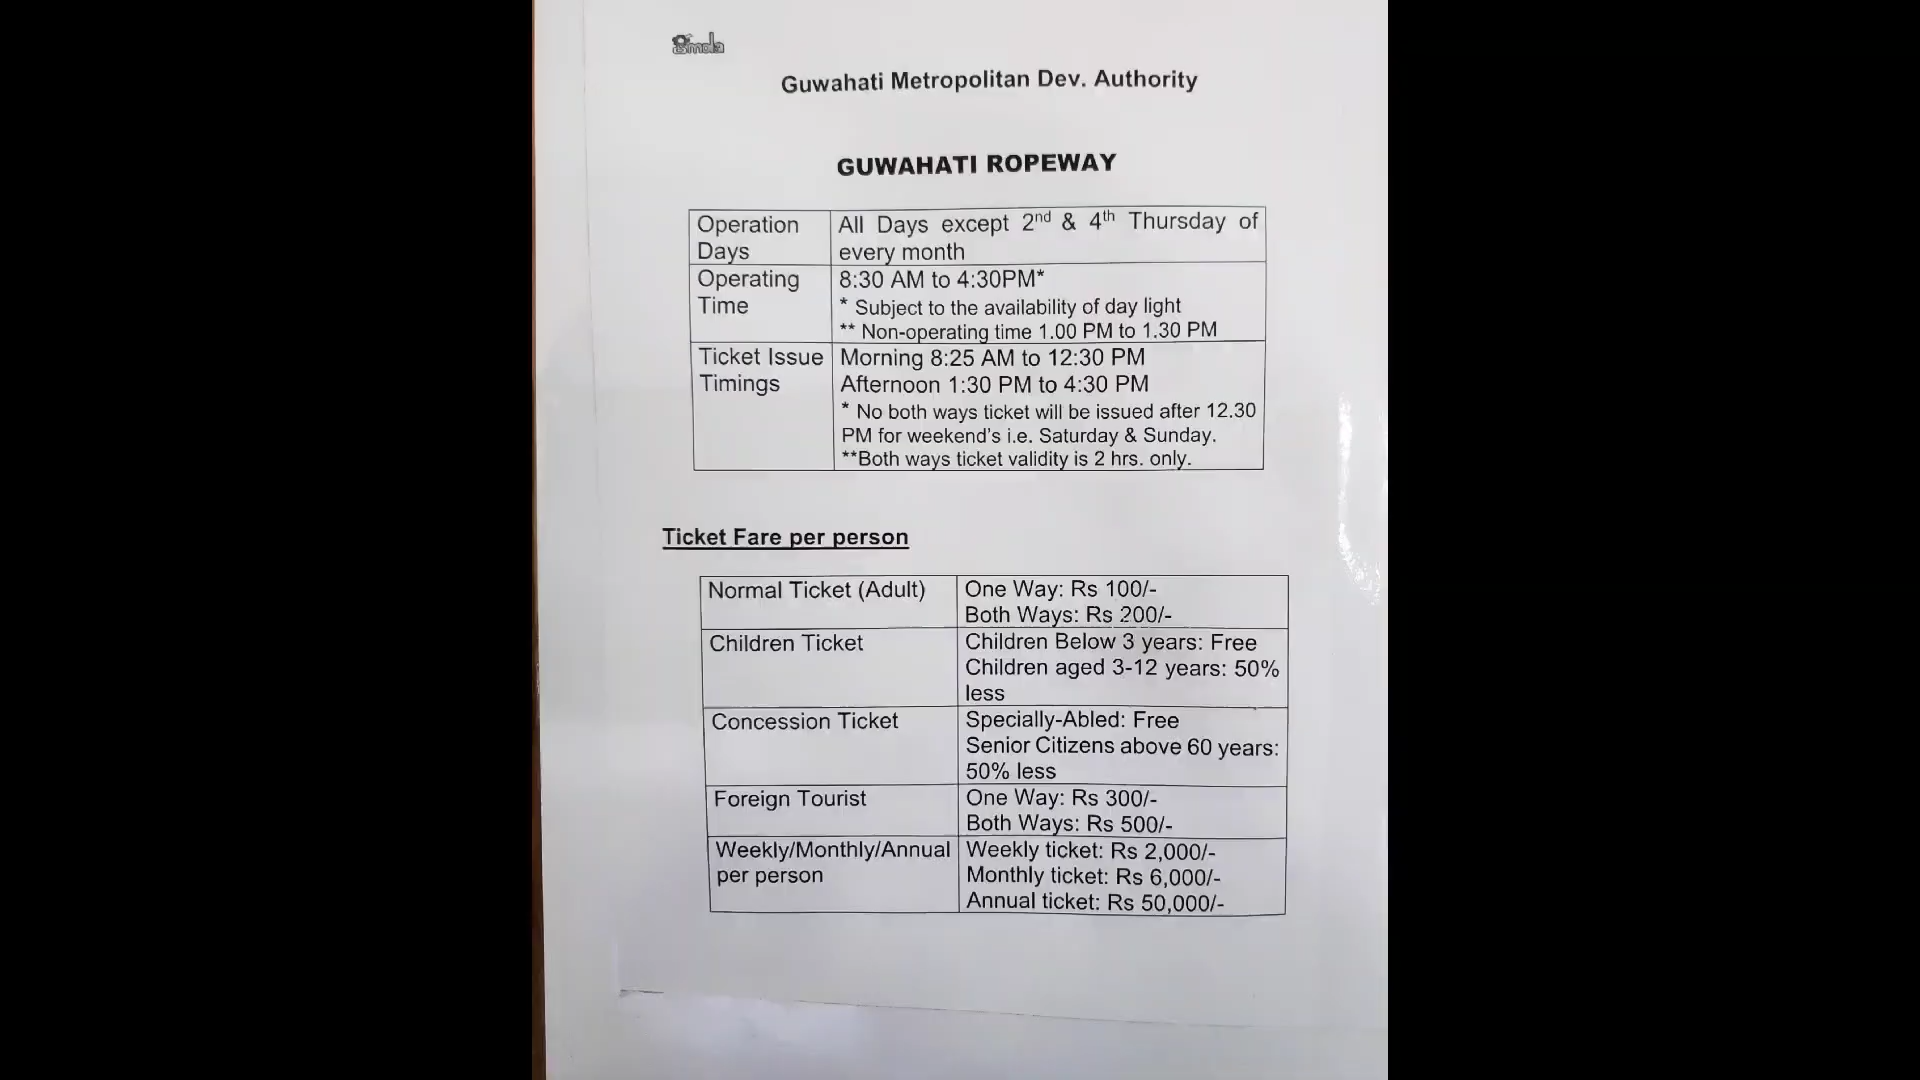 gmda
Guwahati Metropolitan Dev. Authority
GUWAHATI ROPEWAY
Operation Days
All Days except 2nd & 4th Thursday of every month
Operating Time
8:30 AM to 4:30PM*
* Subject to the availability of day light
** Non-operating time 1.00 PM to 1.30 PM
Ticket Issue Timings
Morning 8:25 AM to 12:30 PM
Afternoon 1:30 PM to 4:30 PM
* No both ways ticket will be issued after 12.30
PM for weekend's i.e. Saturday & Sunday.
**Both ways ticket validity is 2 hrs. only.
Ticket Fare per person
Normal Ticket (Adult)
One Way: Rs 100/-
Both Ways: Rs 200/-
Children Ticket
Children Below 3 years: Free
Children aged 3-12 years: 50%
less
Concession Ticket
Specially-Abled: Free
Senior Citizens above 60 years:
50% less
Foreign Tourist
One Way: Rs 300/-
Both Ways: Rs 500/-
Weekly/Monthly/Annual
per person
Weekly ticket: Rs 2,000/-
Monthly ticket: Rs 6,000/-
Annual ticket: Rs 50,000/-